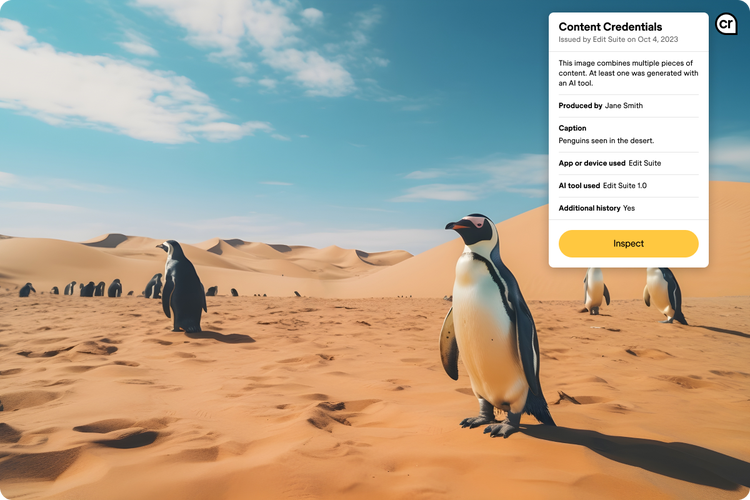 cr
Content Credentials
Issued by Edit Suite on Oct 4, 2023
This image combines multiple pieces of
content. At least one was generated with
an AI tool.
Produced by Jane Smith
Caption
Penguins seen in the desert.
App or device used Edit Suite
AI tool used Edit Suite 1.0
Additional history Yes
Inspect